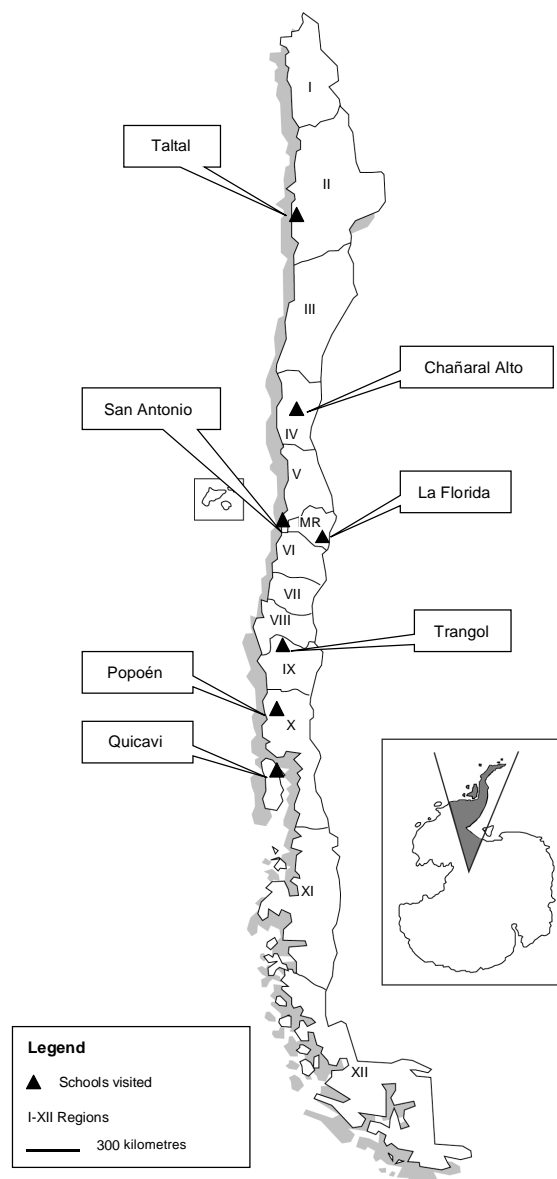 I
Taltal
II
III
Chañaral Alto
San Antonio
IV
V
La Florida
MR
VI
VII
VIII
Trangol
IX
Popoén
X
Quicavi
XI
XII
Legend
Schools visited
I-XII Regions
300 kilometres